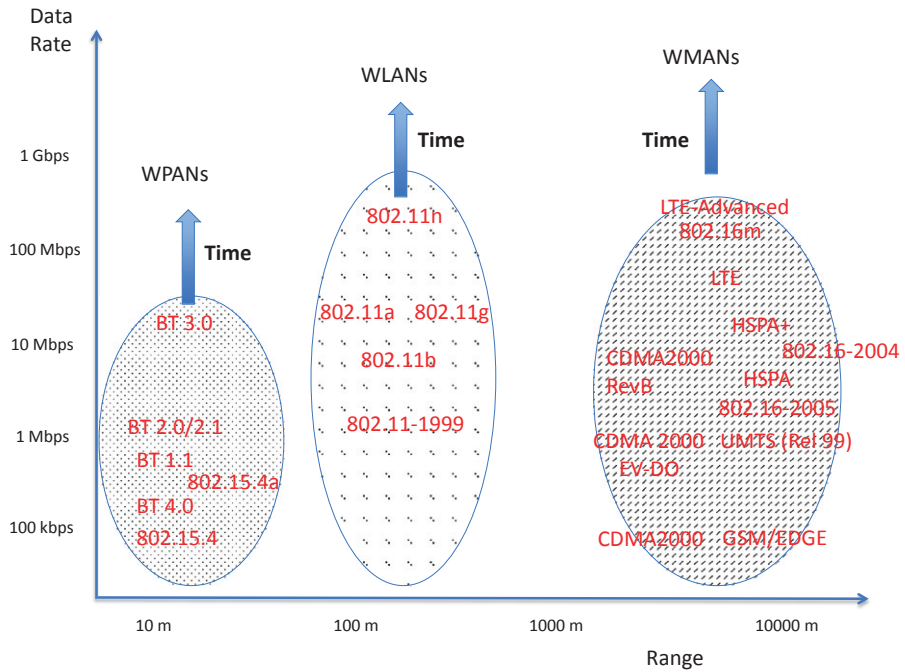 Data
Rate
WLANs
WMANs
Time
Time
1 Gbps
WPANs
Time
100 Mbps
10 Mbps
1 Mbps
100 kbps
BT 3.0
BT 2.0/2.1
BT 1.1
802.15.4a
BT 4.0
802.15.4
802.11h
802.11a
802.11g
802.11b
802.11-1999
LTE-Advanced
802.16m
LTE
HSPA+
802.16-2004
CDMA2000
RevB
HSPA
802.16-2005
CDMA 2000
EV-DO
UMTS (Rel 99)
CDMA2000
GSM/EDGE
10 m
100 m
1000 m
10000 m
Range